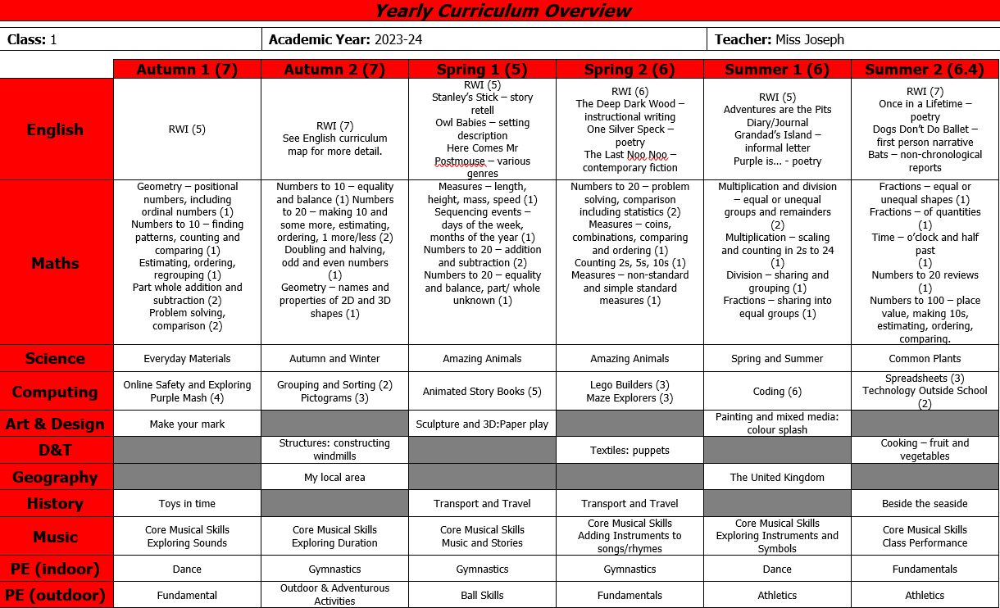 Yearly Curriculum Overview
Class: 1
Academic Year: 2023-24
Teacher: Miss Joseph
Autumn 1 (7)
Autumn 2 (7)
Spring 1 (5)
Spring 2 (6)
Summer 1 (6)
Summer 2 (6.4)
English
RWI (5)
RWI (7)
See English curriculum
map for more detail.
RWI (5)
Stanley’s Stick – story
retell
Owl Babies – setting
description
Here Comes Mr
Postmouse – various
genres
RWI (6)
The Deep Dark Wood –
instructional writing
One Silver Speck –
poetry
The Last Noo Noo –
contemporary fiction
RWI (5)
Adventures are the Pits
Diary/Journal
Grandad’s Island –
informal letter
Purple is... - poetry
RWI (7)
Once in a Lifetime –
poetry
Dogs Don’t Do Ballet –
first person narrative
Bats – non-chronological
reports
Maths
Geometry – positional
numbers, including
ordinal numbers (1)
Numbers to 10 – finding
patterns, counting and
comparing (1)
Estimating, ordering,
regrouping (1)
Part whole addition and
subtraction (2)
Problem solving,
comparison (2)
Numbers to 10 – equality
and balance (1) Numbers
to 20 – making 10 and
some more, estimating,
ordering, 1 more/less (2)
Doubling and halving,
odd and even numbers
(1)
Geometry – names and
properties of 2D and 3D
shapes (1)
Measures – length,
height, mass, speed (1)
Sequencing events –
days of the week,
months of the year (1)
Numbers to 20 – addition
and subtraction (2)
Numbers to 20 – equality
and balance, part/ whole
unknown (1)
Numbers to 20 – problem
solving, comparison
including statistics (2)
Measures – coins,
combinations, comparing
and ordering (1)
Counting 2s, 5s, 10s (1)
Measures – non-standard
and simple standard
measures (1)
Multiplication and division
– equal or unequal
groups and remainders
(2)
Multiplication – scaling
and counting in 2s to 24
(1)
Division – sharing and
grouping (1)
Fractions – sharing into
equal groups (1)
Fractions – equal or
unequal shapes (1)
Fractions – of quantities
(1)
Time – o’clock and half
past
(1)
Numbers to 20 reviews
(1)
Numbers to 100 – place
value, making 10s,
estimating, ordering,
comparing.
Science
Everyday Materials
Autumn and Winter
Amazing Animals
Amazing Animals
Spring and Summer
Common Plants
Computing
Online Safety and Exploring
Purple Mash (4)
Grouping and Sorting (2)
Pictograms (3)
Animated Story Books (5)
Lego Builders (3)
Maze Explorers (3)
Coding (6)
Spreadsheets (3)
Technology Outside School
(2)
Art & Design
Make your mark
Sculpture and 3D:Paper play
Painting and mixed media:
colour splash
D&T
Structures: constructing
windmills
Textiles: puppets
Cooking – fruit and
vegetables
Geography
My local area
The United Kingdom
History
Toys in time
Transport and Travel
Transport and Travel
Beside the seaside
Music
Core Musical Skills
Exploring Sounds
Core Musical Skills
Exploring Duration
Core Musical Skills
Music and Stories
Core Musical Skills
Adding Instruments to
songs/rhymes
Core Musical Skills
Exploring Instruments and
Symbols
Core Musical Skills
Class Performance
PE (indoor)
Dance
Gymnastics
Gymnastics
Gymnastics
Dance
Fundamentals
PE (outdoor)
Fundamental
Outdoor & Adventurous
Activities
Ball Skills
Fundamentals
Athletics
Athletics